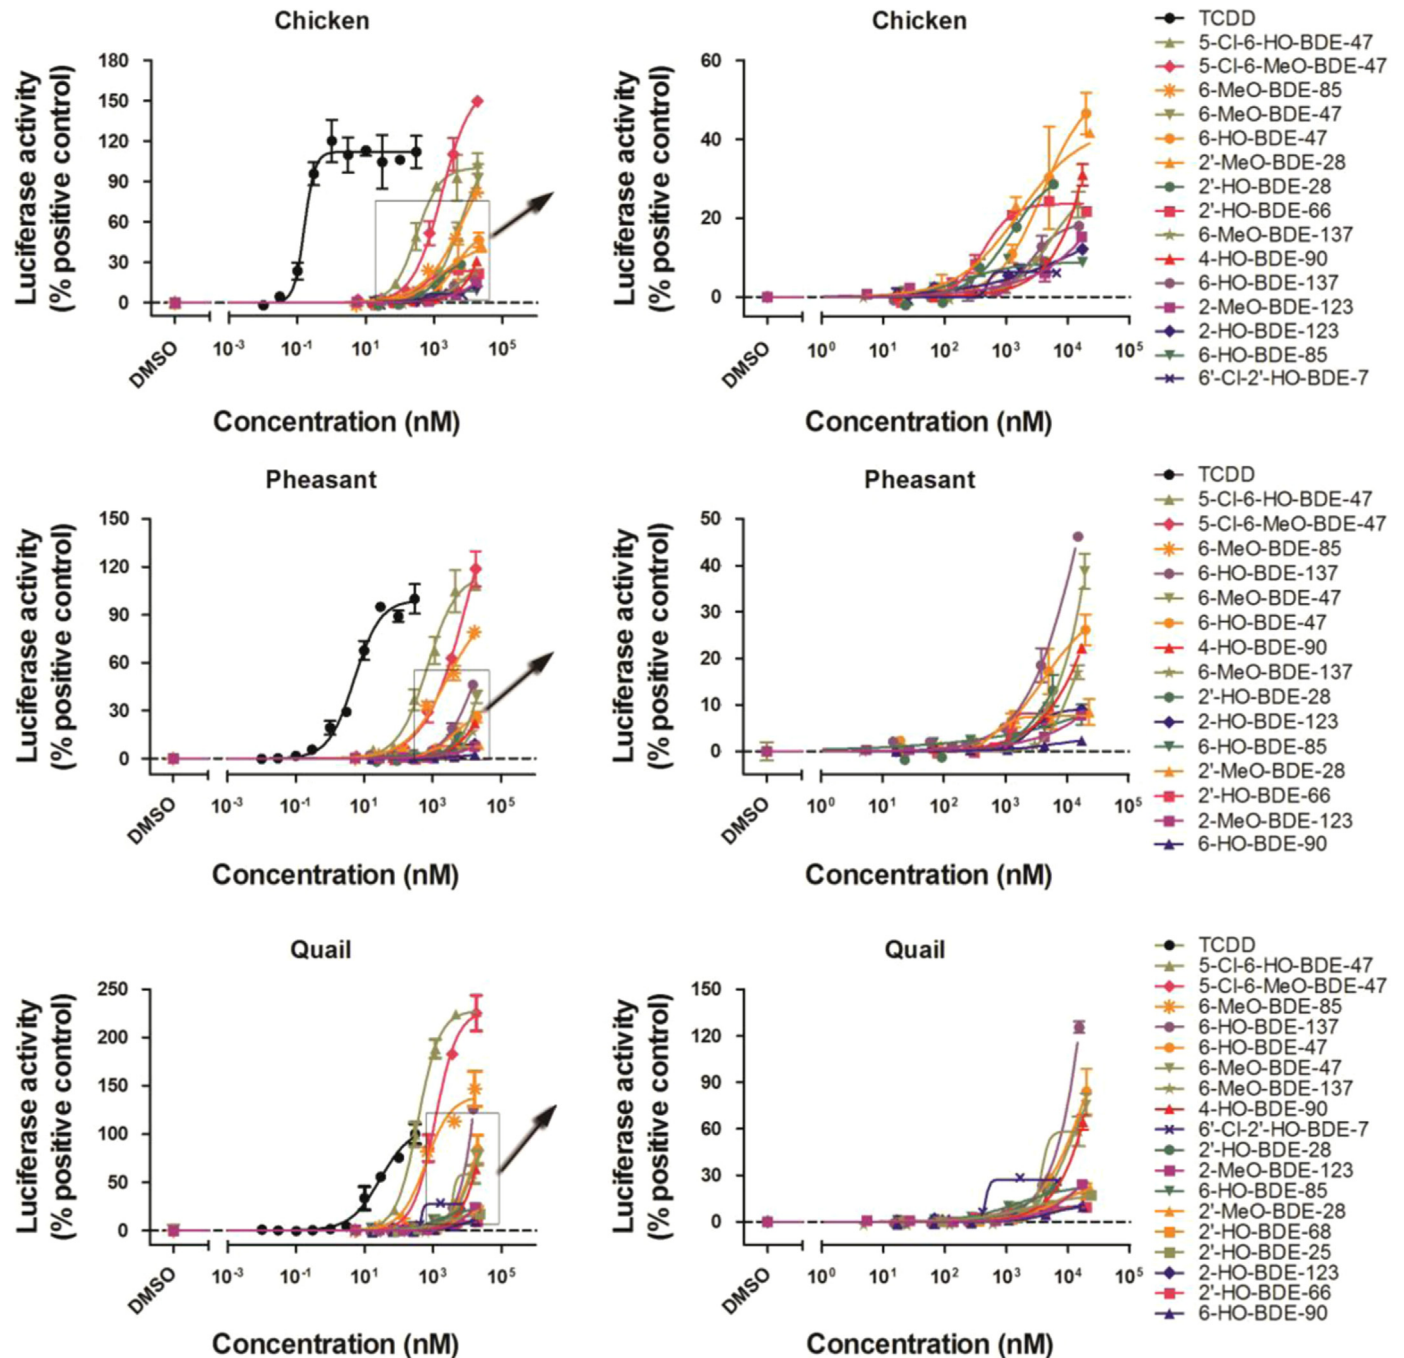 Chicken
Luciferase activity
(% positive control)
180
150
120
90
60
30
0
DMSO
10-3
10-1
101
103
105
Concentration (nM)
Chicken
Luciferase activity
(% positive control)
60
40
20
0
DMSO
100
101
102
103
104
105
Concentration (nM)
TCDD
5-Cl-6-HO-BDE-47
5-Cl-6-MeO-BDE-47
6-MeO-BDE-85
6-MeO-BDE-47
6-HO-BDE-47
2'-MeO-BDE-28
2'-HO-BDE-28
2'-HO-BDE-66
6-MeO-BDE-137
4-HO-BDE-90
6-HO-BDE-137
2-MeO-BDE-123
2-HO-BDE-123
6-HO-BDE-85
6'-Cl-2'-HO-BDE-7
Pheasant
Luciferase activity
(% positive control)
150
120
90
60
30
0
DMSO
10-3
10-1
101
103
105
Concentration (nM)
Pheasant
Luciferase activity
(% positive control)
50
40
30
20
10
0
DMSO
100
101
102
103
104
105
Concentration (nM)
TCDD
5-Cl-6-HO-BDE-47
5-Cl-6-MeO-BDE-47
6-MeO-BDE-85
6-HO-BDE-137
6-MeO-BDE-47
6-HO-BDE-47
4-HO-BDE-90
6-MeO-BDE-137
2'-HO-BDE-28
2-HO-BDE-123
6-HO-BDE-85
2'-MeO-BDE-28
2'-HO-BDE-66
2-MeO-BDE-123
6-HO-BDE-90
Quail
Luciferase activity
(% positive control)
250
200
150
100
50
0
DMSO
10-3
10-1
101
103
105
Concentration (nM)
Quail
Luciferase activity
(% positive control)
150
120
90
60
30
0
DMSO
100
101
102
103
104
105
Concentration (nM)
TCDD
5-Cl-6-HO-BDE-47
5-Cl-6-MeO-BDE-47
6-MeO-BDE-85
6-HO-BDE-137
6-HO-BDE-47
6-MeO-BDE-47
6-MeO-BDE-137
4-HO-BDE-90
6'-Cl-2'-HO-BDE-7
2'-HO-BDE-28
2-MeO-BDE-123
6-HO-BDE-85
2'-MeO-BDE-28
2'-HO-BDE-68
2'-HO-BDE-25
2-HO-BDE-123
2'-HO-BDE-66
6-HO-BDE-90